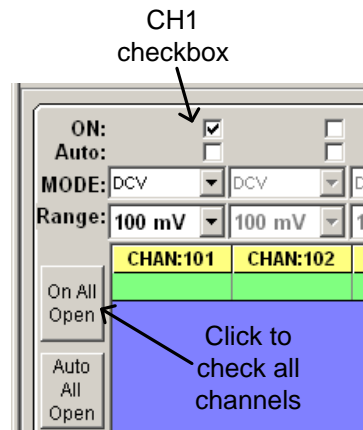 CH1
checkbox
ON:
Auto:
MODE: DCV DCV
Range: 100 mV 100 mV
CHAN:101 CHAN:102
On All
Open
Click to
check all
channels
Auto
All
Open